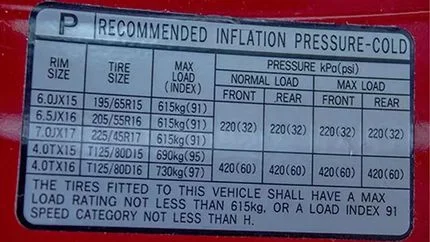 P RECOMMENDED INFLATION PRESSURE-COLD
RIM SIZE TIRE SIZE MAX LOAD (INDEX) PRESSURE kPa(psi)
NORMAL LOAD MAX LOAD
FRONT REAR FRONT REAR
6.0JX15 195/65R15 615kg(91) 220(32) 220(32) 220(32) 220(32)
6.5JX16 205/55R16 615kg(91)
7.0JX17 225/45R17 615kg(91)
4.0TX15 T125/80D15 690kg(95) 420(60) 420(60) 420(60) 420(60)
4.0TX16 T125/80D16 730kg(97)
THE TIRES FITTED TO THIS VEHICLE SHALL HAVE A MAX
LOAD RATING NOT LESS THAN 615kg, OR A LOAD INDEX 91
SPEED CATEGORY NOT LESS THAN H.